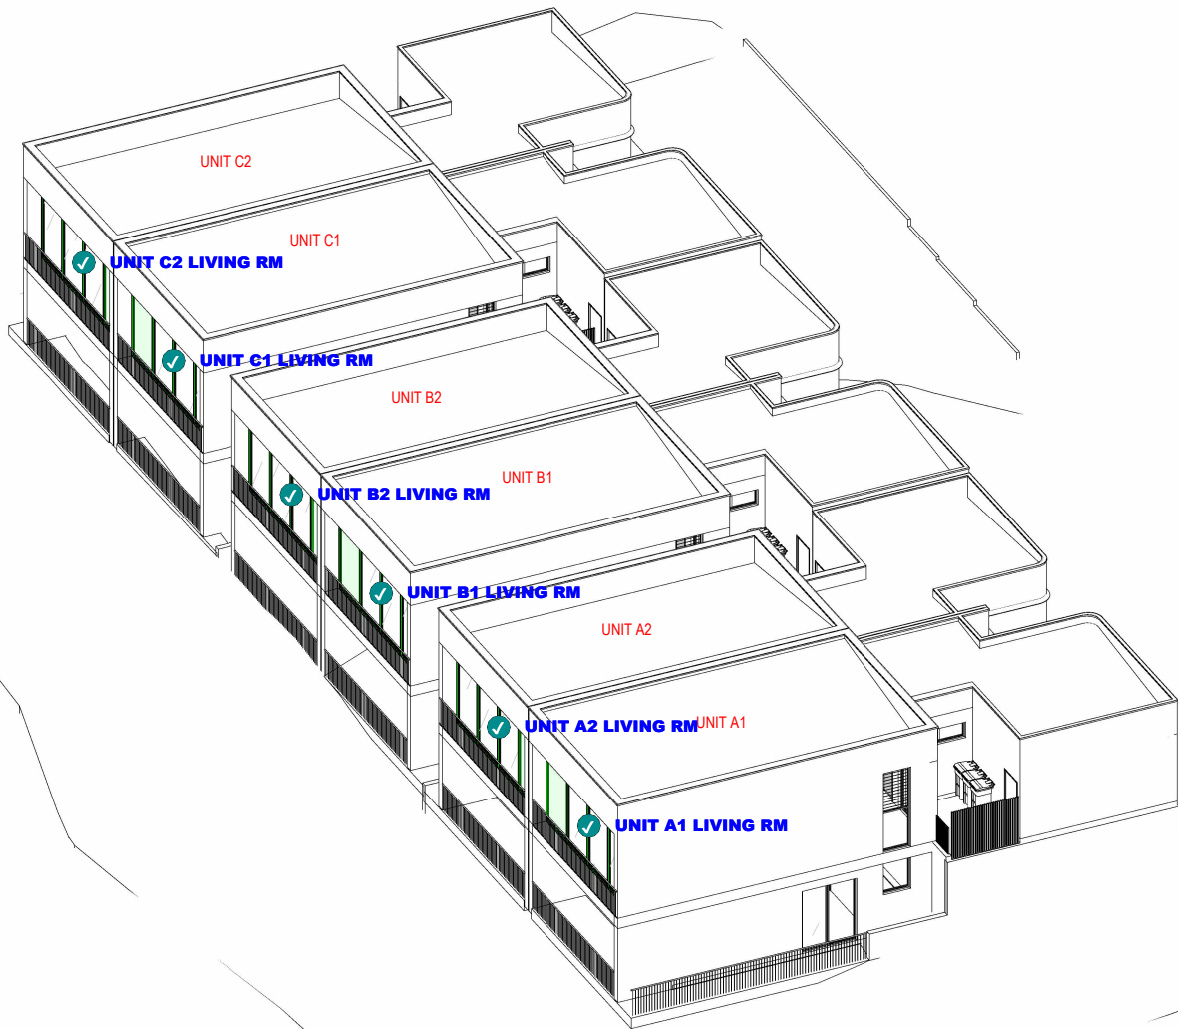 UNIT C2
UNIT C1
UNIT C2 LIVING RM
UNIT C1 LIVING RM
UNIT B2
UNIT B1
UNIT B2 LIVING RM
UNIT B1 LIVING RM
UNIT A2
UNIT A1
UNIT A2 LIVING RM
UNIT A1 LIVING RM